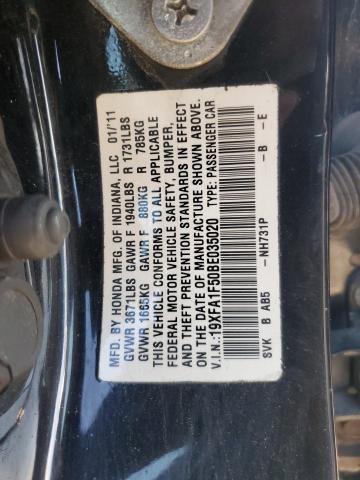 MFD. BY HONDA MFG. OF INDIANA, LLC 01/'11
GVWR 3671LBS GAWR F 1940LBS R 1731LBS
GVWR 1665KG GAWR F 880KG R 785KG
THIS VEHICLE CONFORMS TO ALL APPLICABLE
FEDERAL MOTOR VEHICLE SAFETY, BUMPER,
AND THEFT PREVENTION STANDARDS IN EFFECT
ON THE DATE OF MANUFACTURE SHOWN ABOVE.
V.I.N.:19XFA1F50BE035020 TYPE: PASSENGER CAR
SVK B AB5 -NH731P -B -E